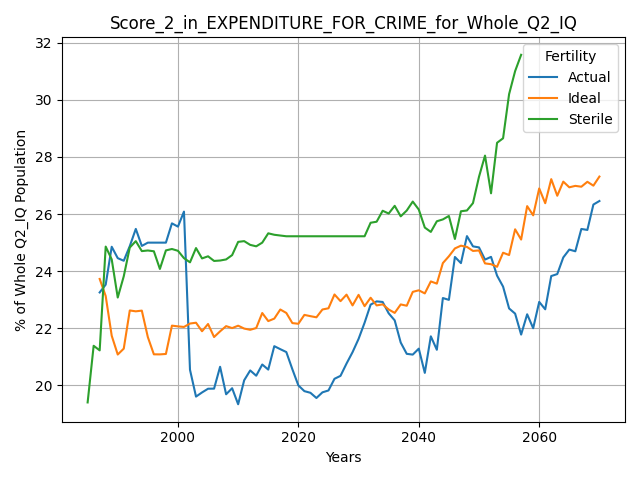 Score_2_in_EXPENDITURE_FOR_CRIME_for_Whole_Q2_IQ
% of Whole Q2_IQ Population
32
30
28
26
24
22
20
Fertility
Actual
Ideal
Sterile
2000 2020 2040 2060
Years